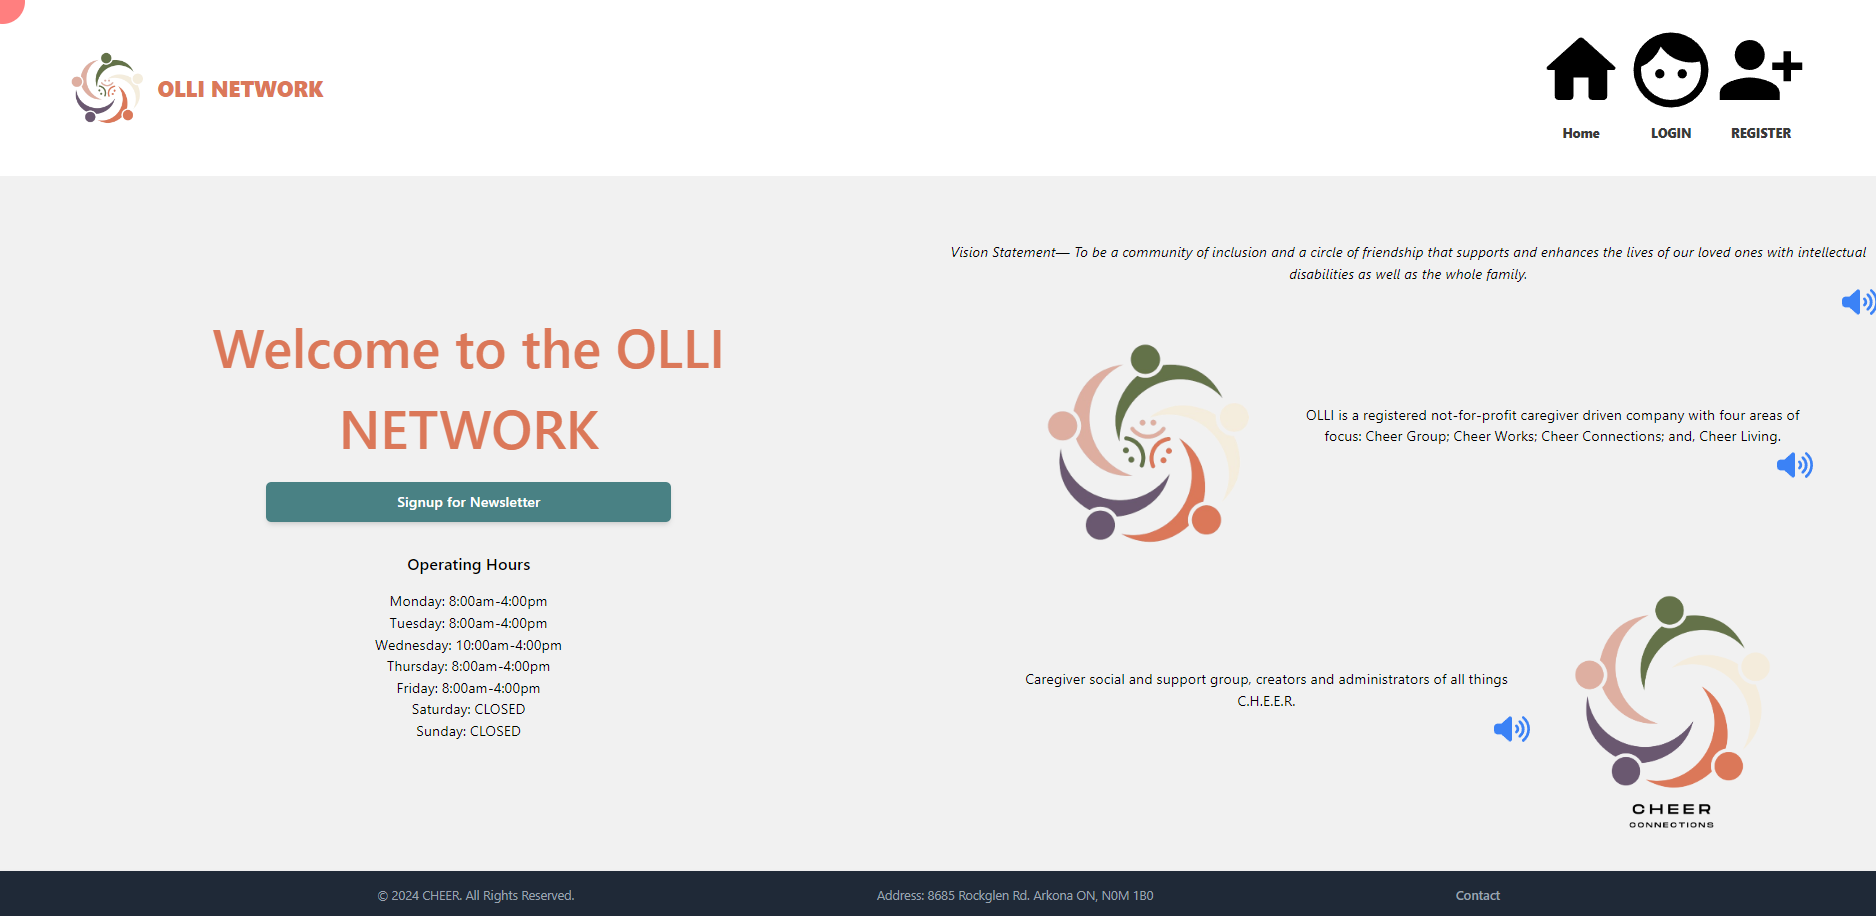 OLLI NETWORK
Home
LOGIN
REGISTER
Welcome to the OLLI
NETWORK
Signup for Newsletter
Operating Hours
Monday: 8:00am-4:00pm
Tuesday: 8:00am-4:00pm
Wednesday: 10:00am-4:00pm
Thursday: 8:00am-4:00pm
Friday: 8:00am-4:00pm
Saturday: CLOSED
Sunday: CLOSED
Vision Statement— To be a community of inclusion and a circle of friendship that supports and enhances the lives of our loved ones with intellectual
disabilities as well as the whole family.
OLLI is a registered not-for-profit caregiver driven company with four areas of
focus: Cheer Group; Cheer Works; Cheer Connections; and, Cheer Living.
Caregiver social and support group, creators and administrators of all things
C.H.E.E.R.
CHEER
CONNECTIONS
© 2024 CHEER. All Rights Reserved.
Address: 8685 Rockglen Rd. Arkona ON, N0M 1B0
Contact